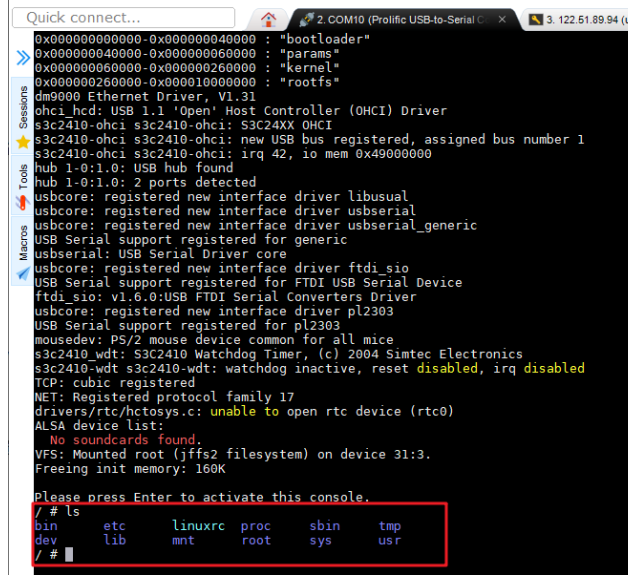 Quick connect...
2. COM10 (Prolific USB-to-Serial C
3. 122.51.89.94 (u
Sessions
Tools
Macros
0x000000000000-0x000000040000 : "bootloader"
0x000000040000-0x000000060000 : "params"
0x000000060000-0x000000260000 : "kernel"
0x000000260000-0x000010000000 : "rootfs"
dm9000 Ethernet Driver, V1.31
ohci_hcd: USB 1.1 'Open' Host Controller (OHCI) Driver
s3c2410-ohci s3c2410-ohci: S3C24XX OHCI
s3c2410-ohci s3c2410-ohci: new USB bus registered, assigned bus number 1
s3c2410-ohci s3c2410-ohci: irq 42, io mem 0x49000000
hub 1-0:1.0: USB hub found
hub 1-0:1.0: 2 ports detected
usbcore: registered new interface driver libusual
usbcore: registered new interface driver usbserial
usbcore: registered new interface driver usbserial_generic
USB Serial support registered for generic
usbserial: USB Serial Driver core
usbcore: registered new interface driver ftdi_sio
USB Serial support registered for FTDI USB Serial Device
ftdi_sio: v1.6.0:USB FTDI Serial Converters Driver
usbcore: registered new interface driver pl2303
USB Serial support registered for pl2303
mousedev: PS/2 mouse device common for all mice
s3c2410_wdt: S3C2410 Watchdog Timer, (c) 2004 Simtec Electronics
s3c2410-wdt s3c2410-wdt: watchdog inactive, reset disabled, irq disabled
TCP: cubic registered
NET: Registered protocol family 17
drivers/rtc/hctosys.c: unable to open rtc device (rtc0)
ALSA device list:
No soundcards found.
VFS: Mounted root (jffs2 filesystem) on device 31:3.
Freeing init memory: 160K
Please press Enter to activate this console.
/ # ls
bin etc linuxrc proc sbin tmp
dev lib mnt root sys usr
/ #